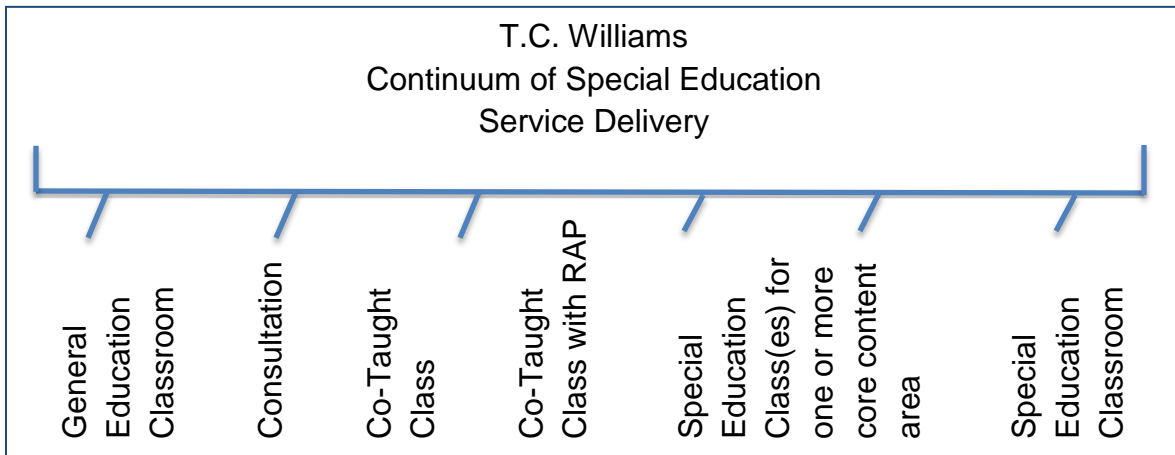 T.C. Williams
Continuum of Special Education
Service Delivery
General
Education
Classroom
Consultation
Co-Taught
Class
Co-Taught
Class with RAP
Special
Education
Class(es) for
one or more
core content
area
Special
Education
Classroom